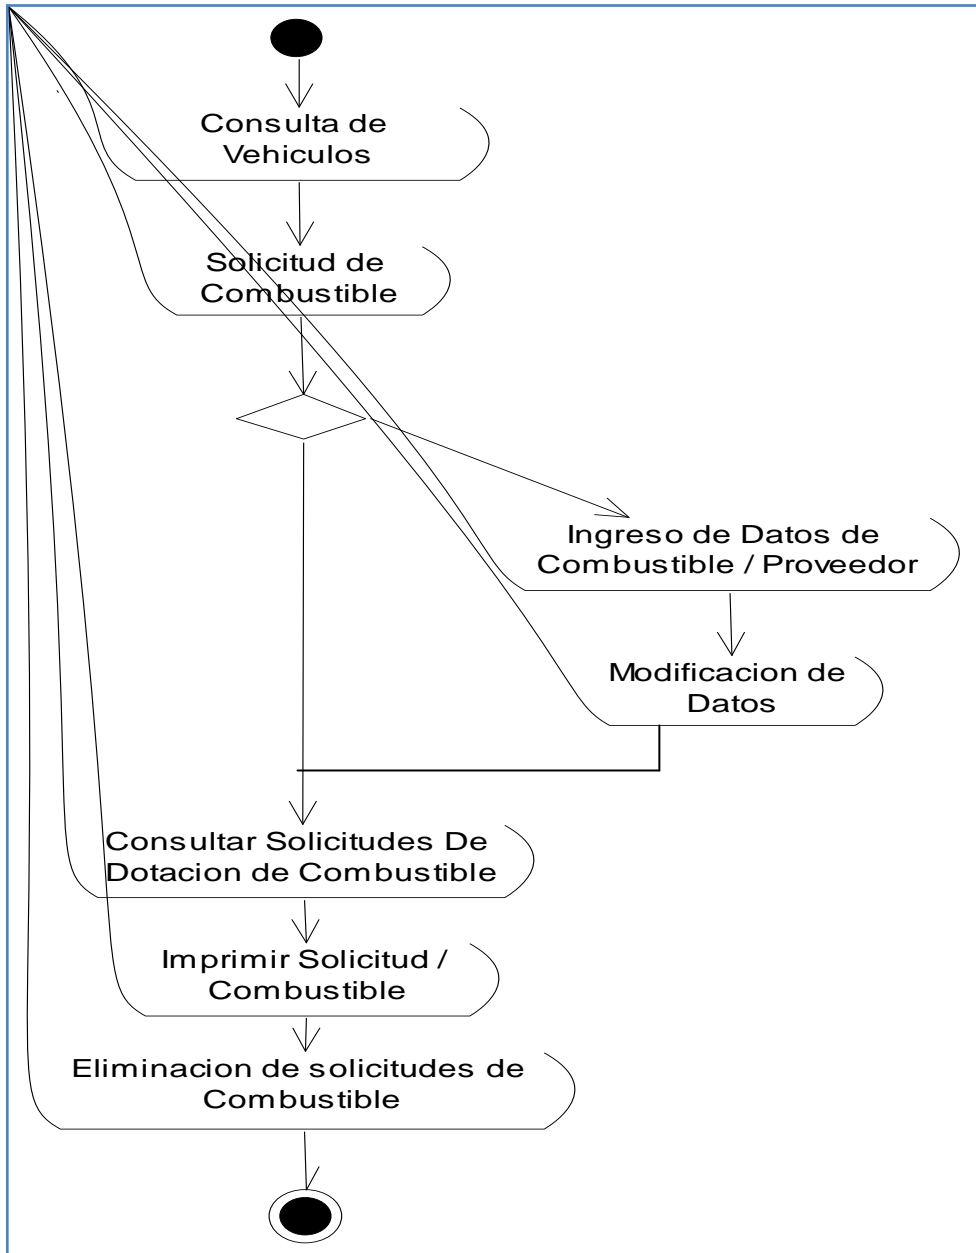 Consulta de
Vehiculos
Solicitud de
Combustible
Ingreso de Datos de
Combustible / Proveedor
Modificacion de
Datos
Consultar Solicitudes De
Dotacion de Combustible
Imprimir Solicitud /
Combustible
Eliminacion de solicitudes de
Combustible